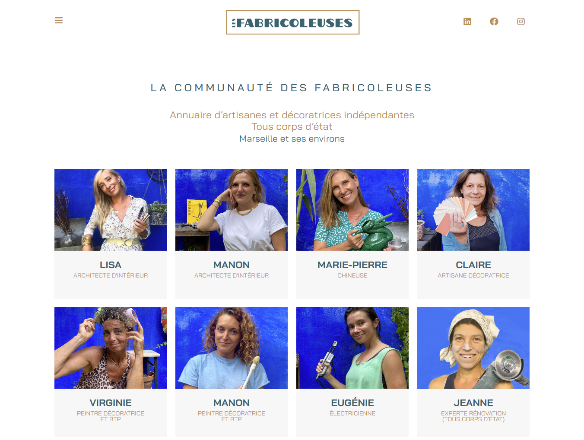 LES FABRICOLEUSES
LA COMMUNAUTÉ DES FABRICOLEUSES
Annuaire d'artisanes et décoratrices indépendantes
Tous corps d'état
Marseille et ses environs
LISA
ARCHITECTE D'INTÉRIEUR
MANON
ARCHITECTE D'INTÉRIEUR
MARIE-PIERRE
CHINEUSE
CLAIRE
ARTISANE DÉCORATRICE
VIRGINIE
PEINTRE DÉCORATRICE
ET BTP
MANON
PEINTRE DÉCORATRICE
ET BTP
EUGÉNIE
ÉLECTRICIENNE
JEANNE
EXPERTE RÉNOVATION
(TOUS CORPS D'ÉTAT)